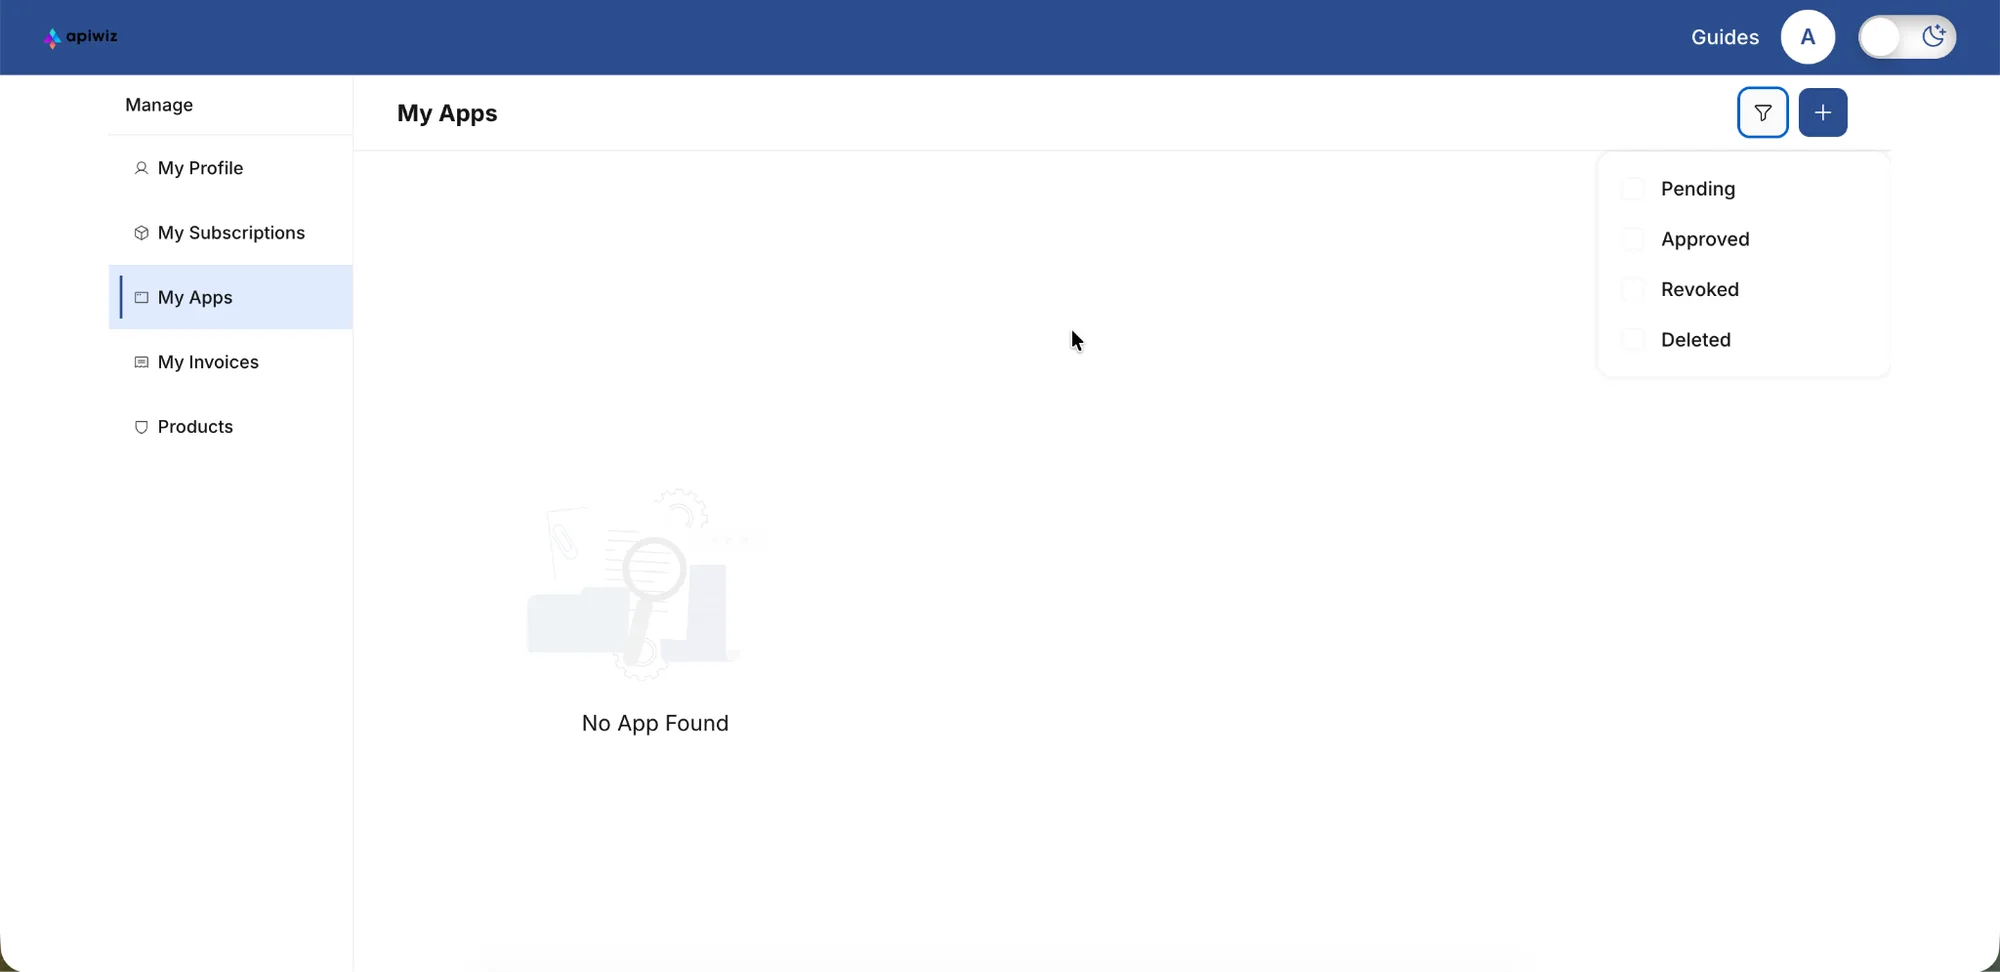 apiwiz
Guides
A
Manage
My Profile
My Subscriptions
My Apps
My Invoices
Products
My Apps
Pending
Approved
Revoked
Deleted
No App Found